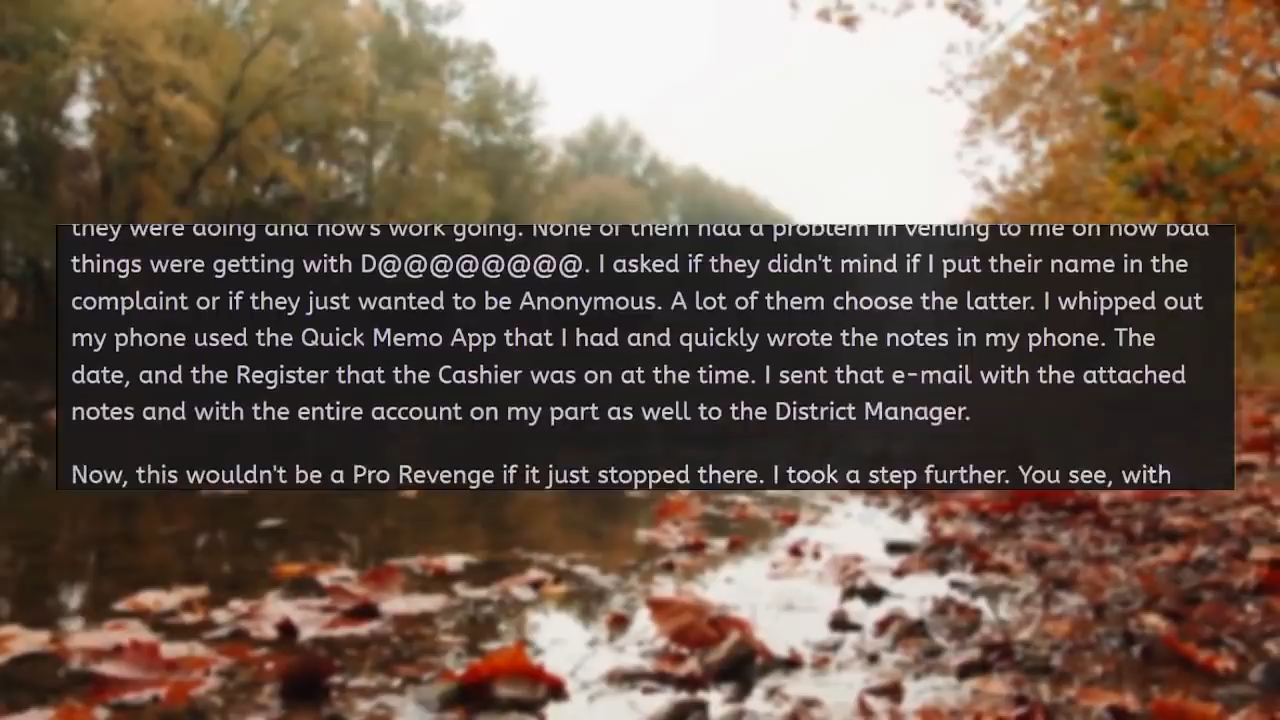 they were doing and how's work going. None of them had a problem in venting to me on how bad
things were getting with D@@@@@@@@. I asked if they didn't mind if I put their name in the
complaint or if they just wanted to be Anonymous. A lot of them choose the latter. I whipped out
my phone used the Quick Memo App that I had and quickly wrote the notes in my phone. The
date, and the Register that the Cashier was on at the time. I sent that e-mail with the attached
notes and with the entire account on my part as well to the District Manager.
Now, this wouldn't be a Pro Revenge if it just stopped there. I took a step further. You see, with